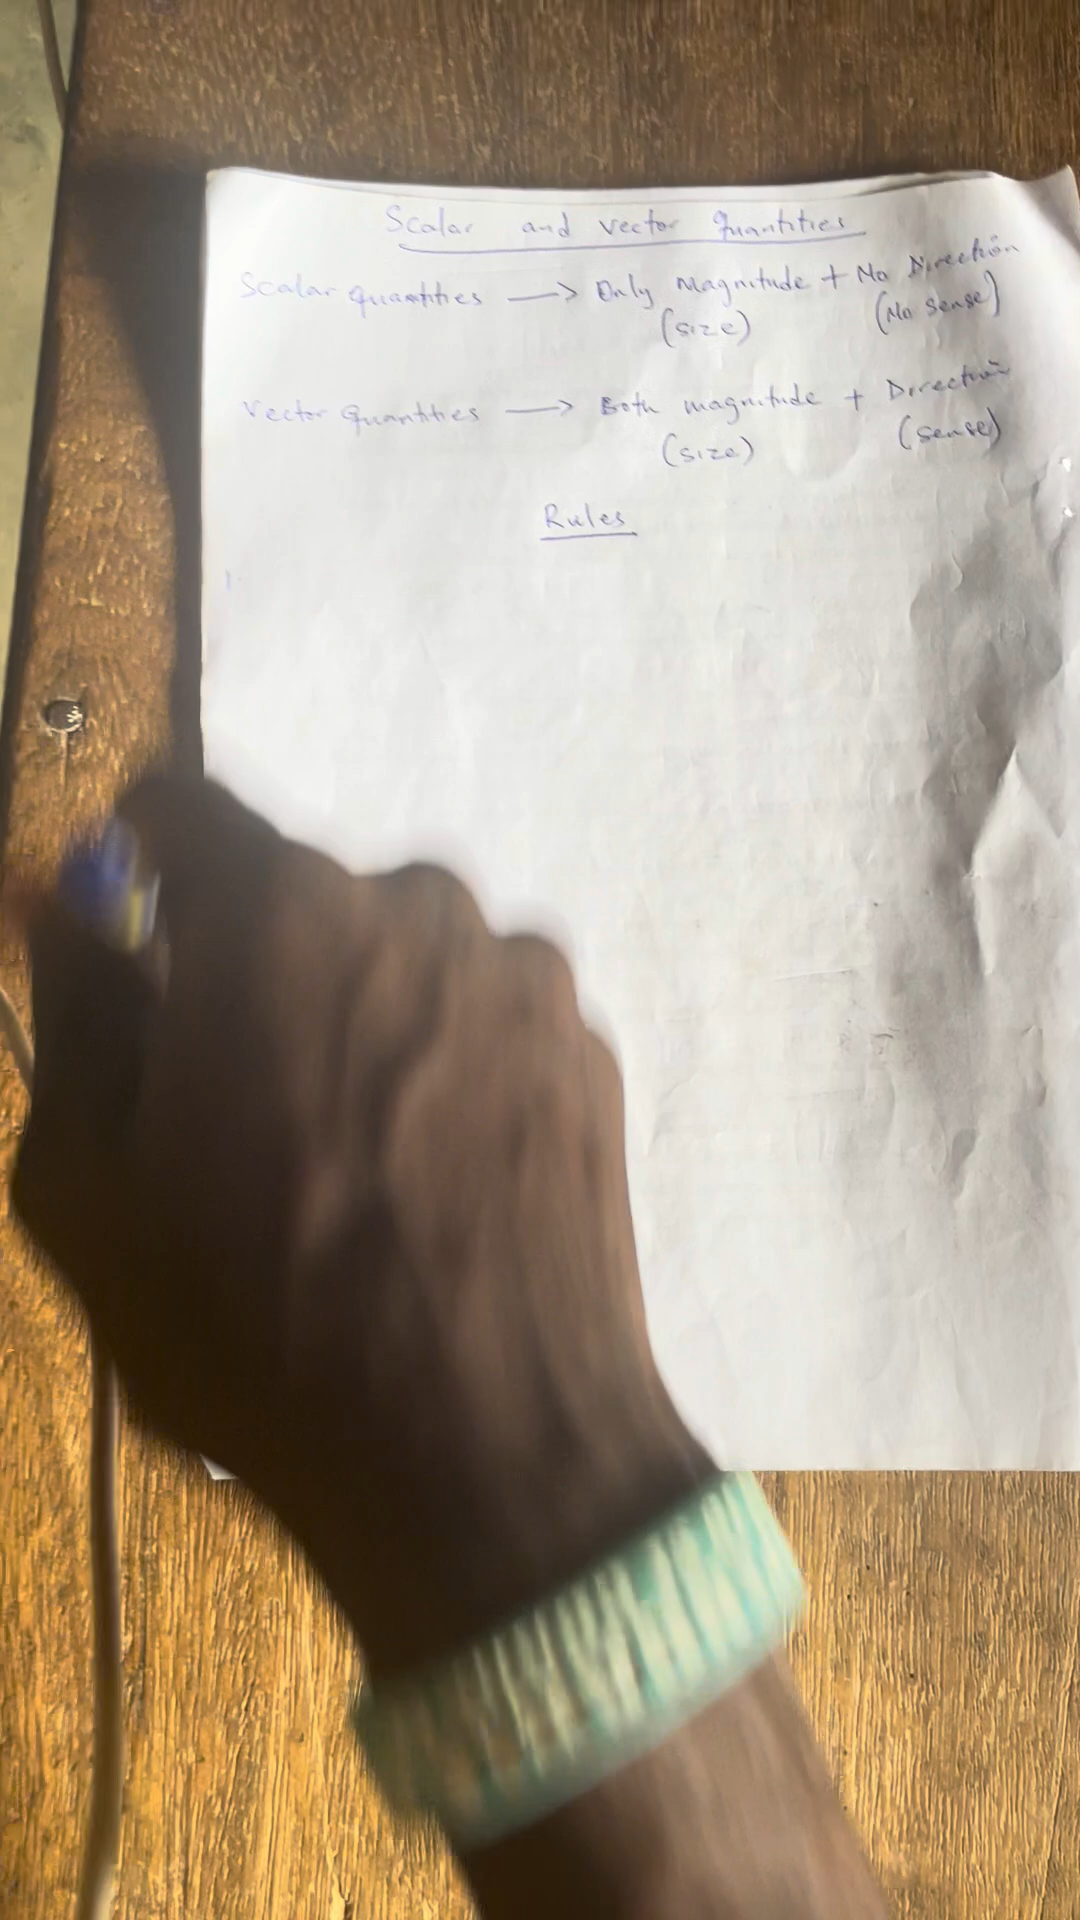 Scalar and vector Quantities
Scalar quantities —> Only magnitude + No Direction
(size) (No sense)
Vector Quantities —> Both magnitude + Direction
(size) (sense)
Rules
1.